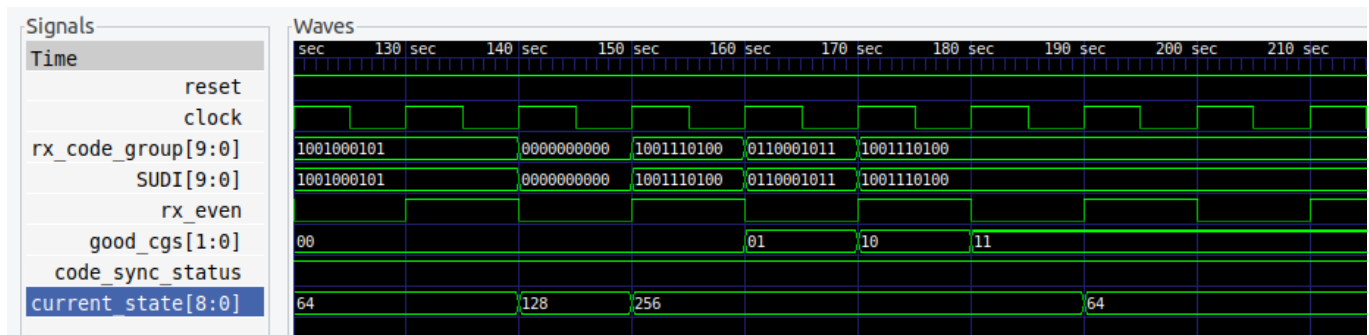 Signals Waves
Time sec 130 sec 140 sec 150 sec 160 sec 170 sec 180 sec 190 sec 200 sec 210 sec
reset
clock
rx_code_group[9:0] 1001000101 0000000000 1001110100 0110001011 1001110100
SUDI[9:0] 1001000101 0000000000 1001110100 0110001011 1001110100
rx_even
good_cgs[1:0] 00 01 10 11
code_sync_status
current_state[8:0] 64 128 256 64